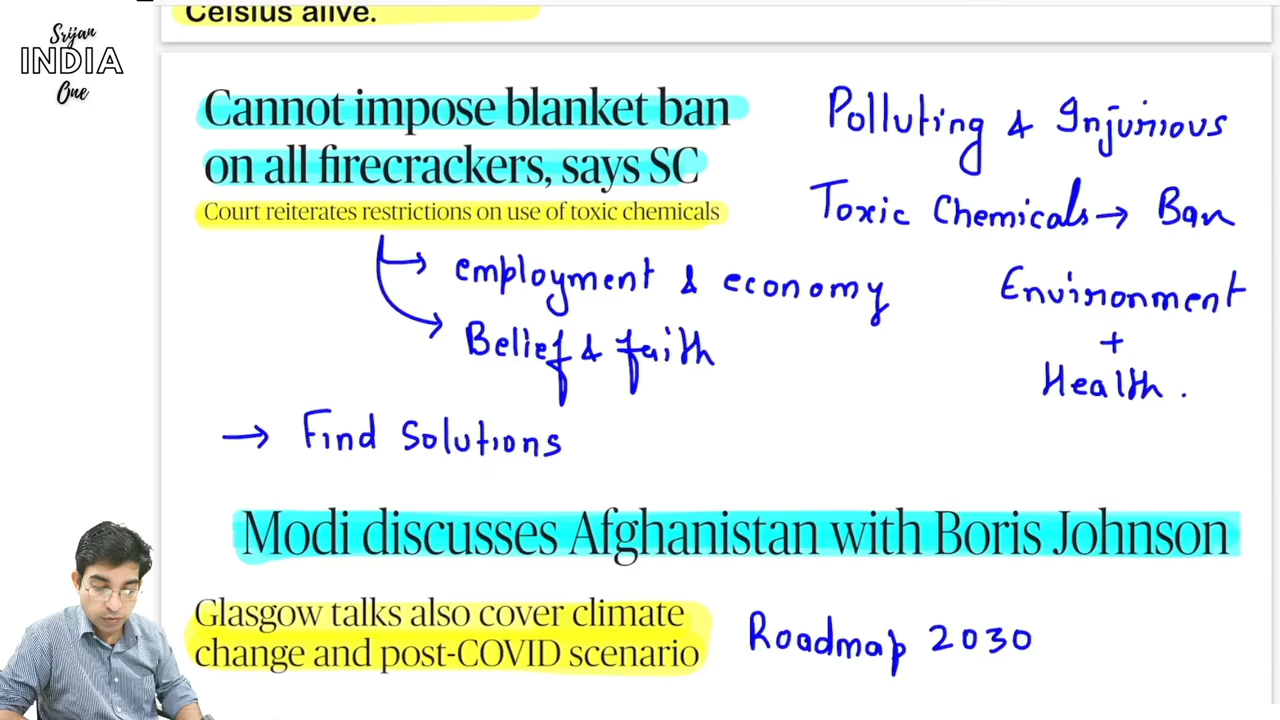 Celsius alive.
Srijan
INDIA
One
Cannot impose blanket ban
on all firecrackers, says SC
Court reiterates restrictions on use of toxic chemicals
Polluting & Injurious
Toxic Chemicals → Ban
→ employment & economy
→ Belief & faith
Environment
+
Health.
→ Find Solutions
Modi discusses Afghanistan with Boris Johnson
Glasgow talks also cover climate
change and post-COVID scenario
Roadmap 2030